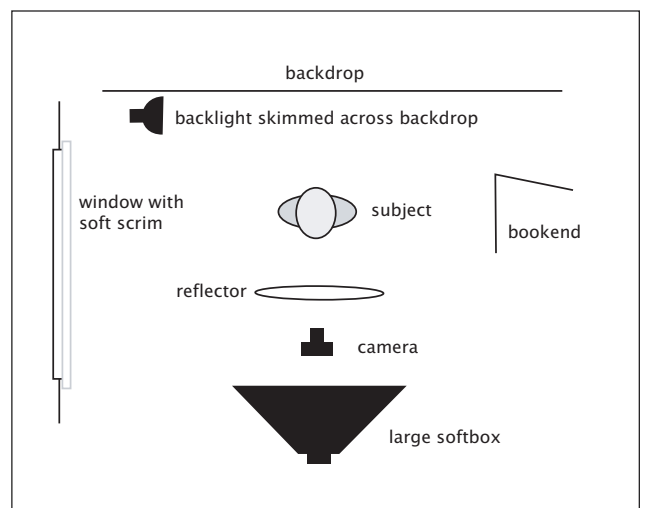 backdrop
backlight skimmed across backdrop
window with
soft scrim
subject
bookend
reflector
camera
large softbox